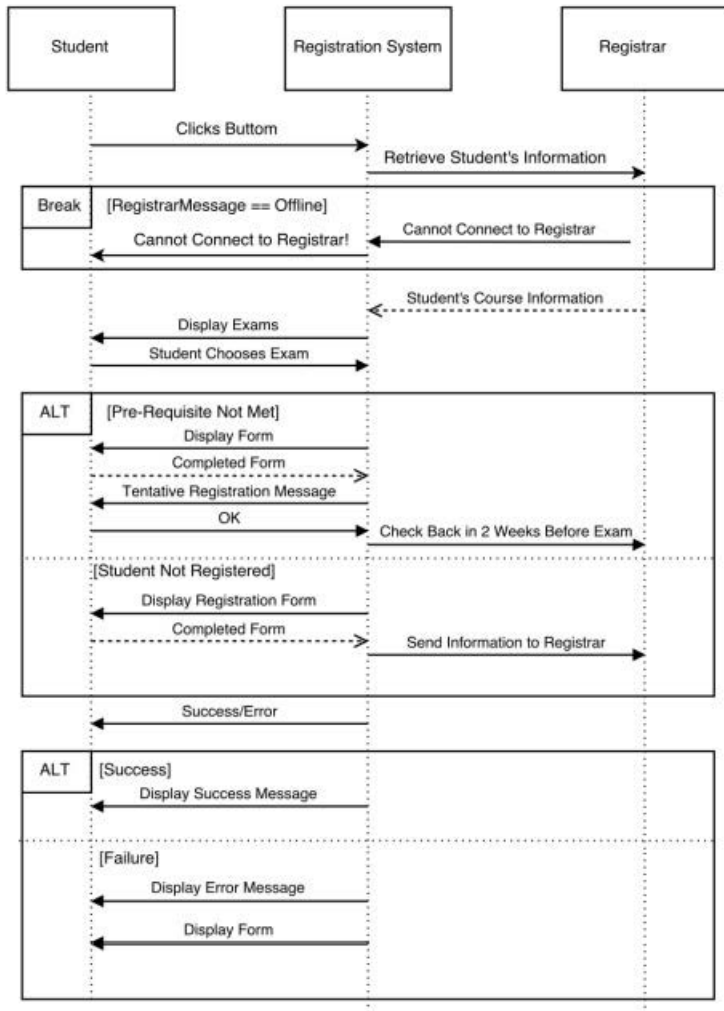 Student
Registration System
Registrar
Clicks Buttom
Retrieve Student's Information
Break
[RegistrarMessage == Offline]
Cannot Connect to Registrar
Cannot Connect to Registrar!
Student's Course Information
Display Exams
Student Chooses Exam
ALT
[Pre-Requisite Not Met]
Display Form
Completed Form
Tentative Registration Message
OK
Check Back in 2 Weeks Before Exam
[Student Not Registered]
Display Registration Form
Completed Form
Send Information to Registrar
Success/Error
ALT
[Success]
Display Success Message
[Failure]
Display Error Message
Display Form